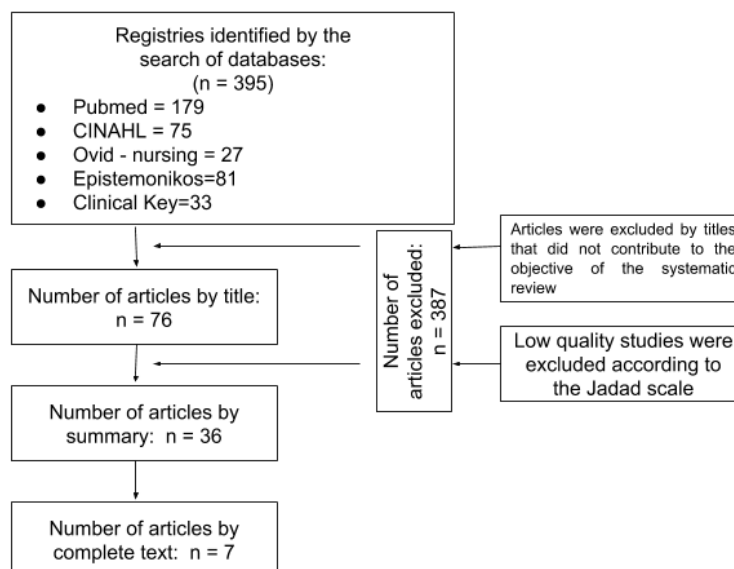 Registries identified by the
search of databases:
(n = 395)
● Pubmed = 179
● CINAHL = 75
● Ovid - nursing = 27
● Epistemonikos=81
● Clinical Key=33
Articles were excluded by titles
that did not contribute to the
objective of the systematic
review
Number of
articles excluded:
n = 387
Number of articles by title:
n = 76
Low quality studies were
excluded according to
the Jadad scale
Number of articles by
summary: n = 36
Number of articles by
complete text: n = 7